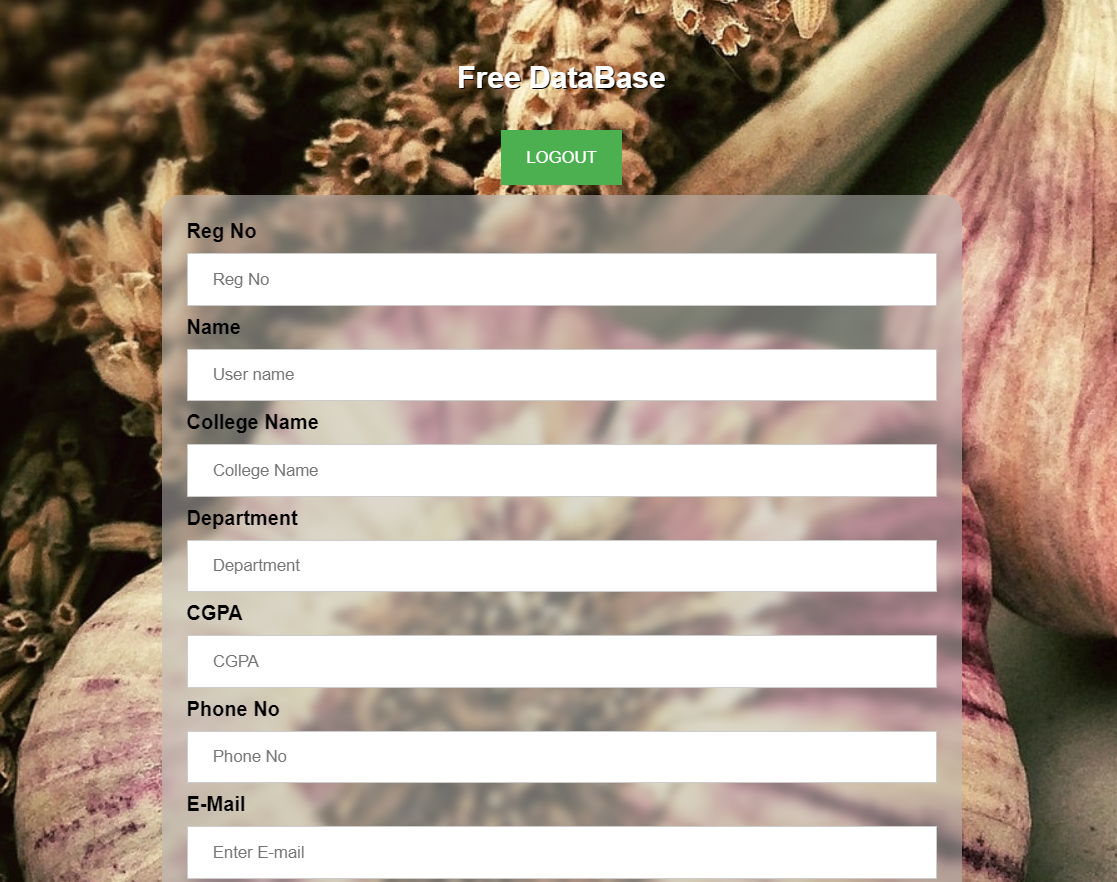 Free DataBase
LOGOUT
Reg No
Reg No
Name
User name
College Name
College Name
Department
Department
CGPA
CGPA
Phone No
Phone No
E-Mail
Enter E-mail